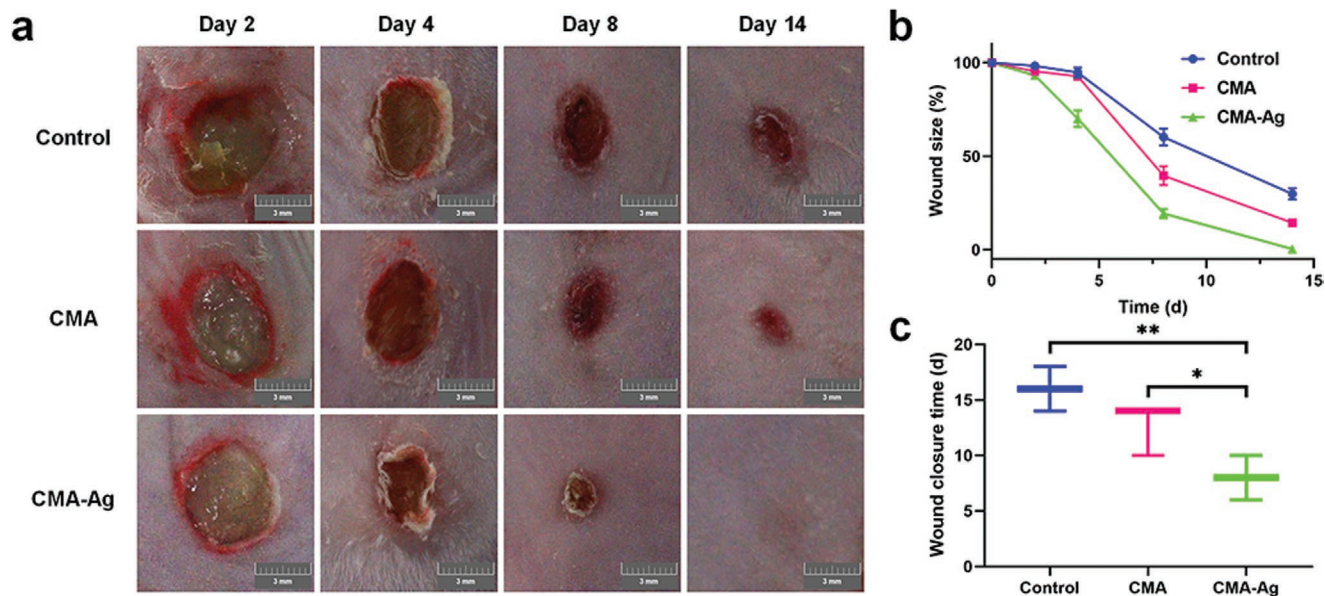 a
Day 2 Day 4 Day 8 Day 14
Control
3 mm 3 mm 3 mm 3 mm
CMA
3 mm 3 mm 3 mm 3 mm
CMA-Ag
3 mm 3 mm 3 mm 3 mm
b
Control
CMA
CMA-Ag
Wound size (%)
100
50
0
0 5 10 15
Time (d)
c
** 
*
Wound closure time (d)
20
15
10
5
0
Control CMA CMA-Ag